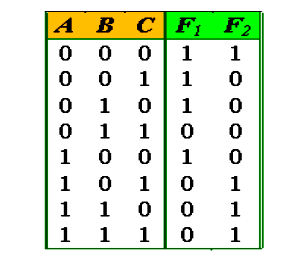 A B C F₁ F₂
0 0 0 1 1
0 0 1 1 0
0 1 0 1 0
0 1 1 0 0
1 0 0 1 0
1 0 1 0 1
1 1 0 0 1
1 1 1 0 1